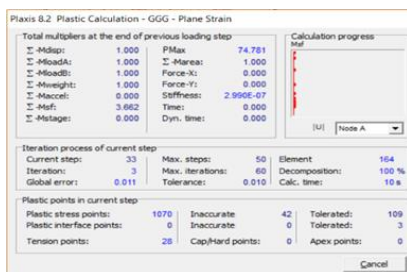 Plaxis 8.2 Plastic Calculation - GGG - Plane Strain
Total multipliers at the end of previous loading step
Calculation progress
Σ -Mdisp: 1.000 PMax 74.781
Msf
Σ -MloadA: 1.000 Σ -Marea: 1.000
Σ -MloadB: 1.000 Force-X: 0.000
Σ -Mweight: 1.000 Force-Y: 0.000
Σ -Maccel: 0.000 Stiffness: 2.990E-07
Σ -Msf: 3.662 Time: 0.000
Σ -Mstage: 0.000 Dyn. time: 0.000
|U| Node A
Iteration process of current step
Current step: 33 Max. steps: 50 Element 164
Iteration: 3 Max. iterations: 60 Decomposition: 100 %
Global error: 0.011 Tolerance: 0.010 Calc. time: 10 s
Plastic points in current step
Plastic stress points: 1070 Inaccurate 42 Tolerated: 109
Plastic interface points: 0 Inaccurate 0 Tolerated: 3
Tension points: 28 Cap/Hard points: 0 Apex points: 0
Cancel